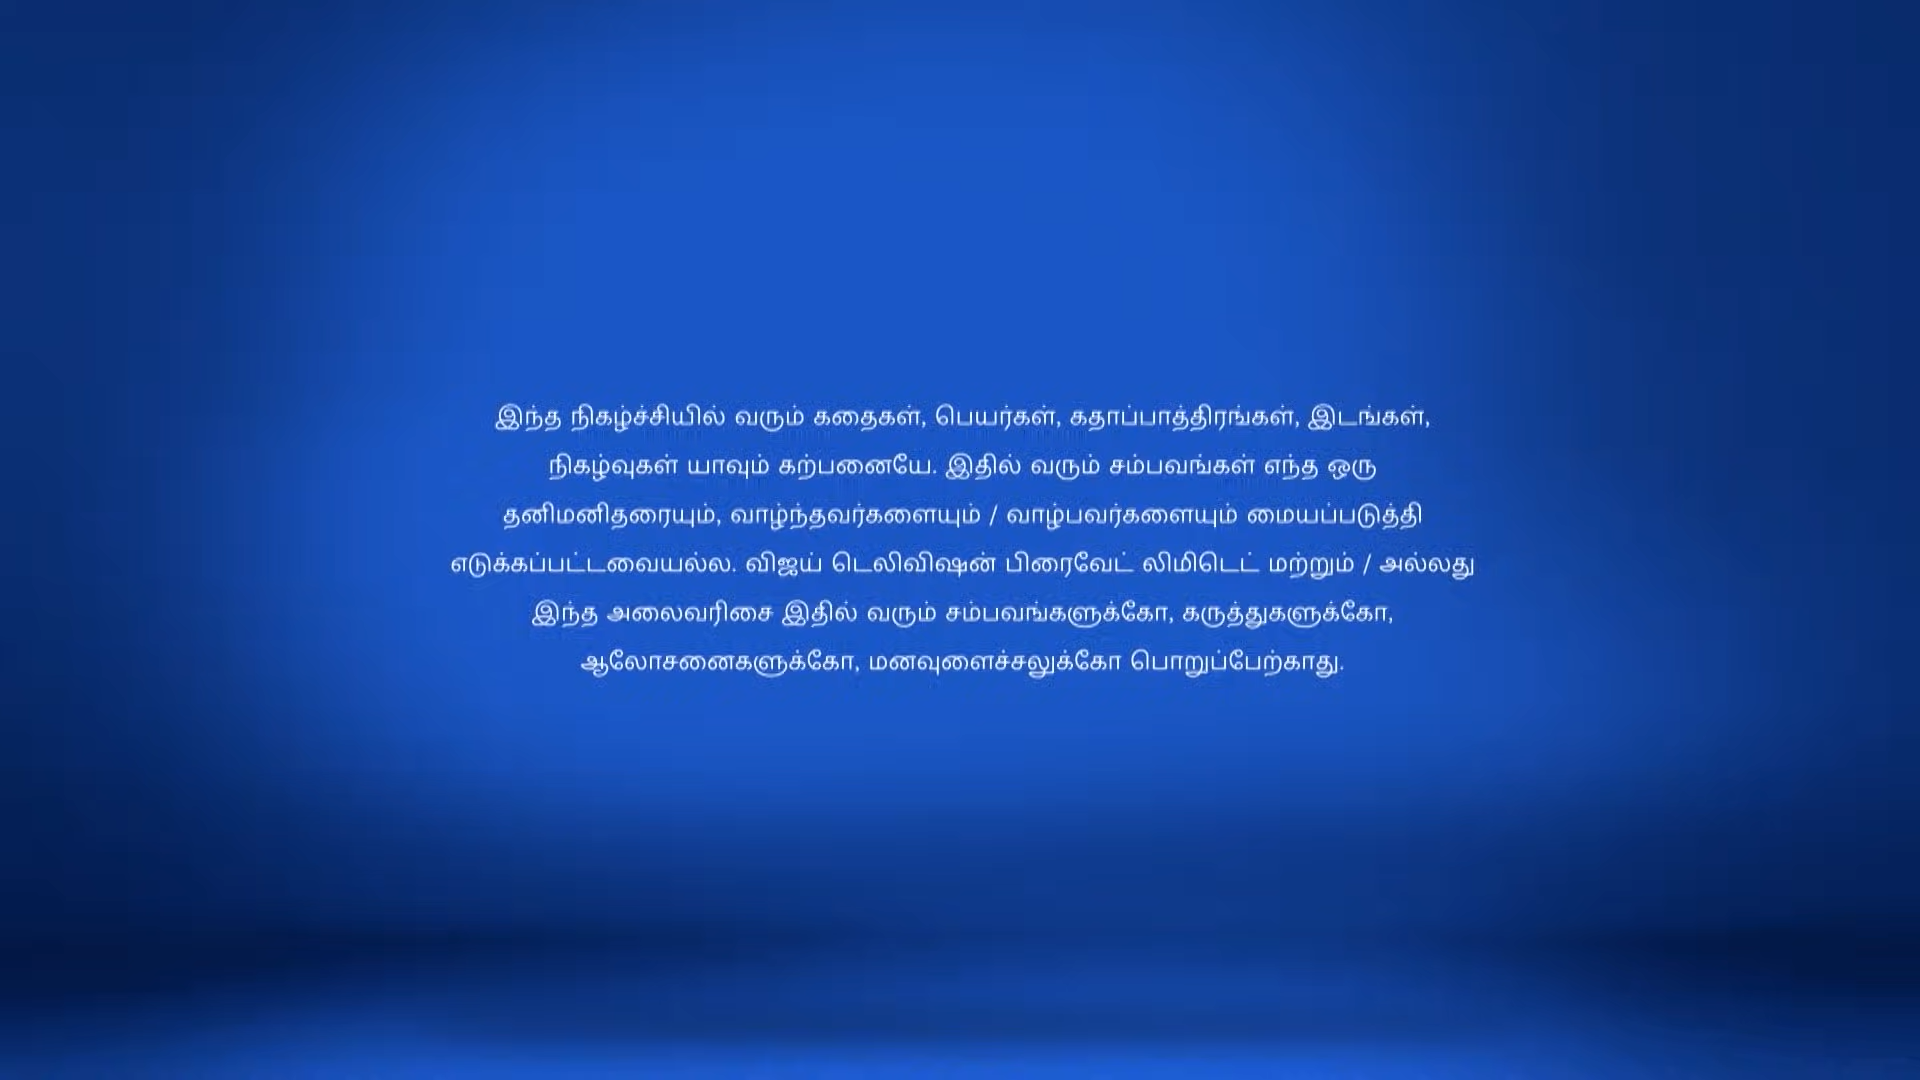 இந்த நிகழ்ச்சியில் வரும் கதைகள், பெயர்கள், கதாப்பாத்திரங்கள், இடங்கள்,
நிகழ்வுகள் யாவும் கற்பனையே. இதில் வரும் சம்பவங்கள் எந்த ஒரு
தனிமனிதரையும், வாழ்ந்தவர்களையும் / வாழ்பவர்களையும் மையப்படுத்தி
எடுக்கப்பட்டவையல்ல. விஜய் டெலிவிஷன் பிரைவேட் லிமிடெட் மற்றும் / அல்லது
இந்த அலைவரிசை இதில் வரும் சம்பவங்களுக்கோ, கருத்துகளுக்கோ,
ஆலோசனைகளுக்கோ, மனவுளைச்சலுக்கோ பொறுப்பேற்காது.